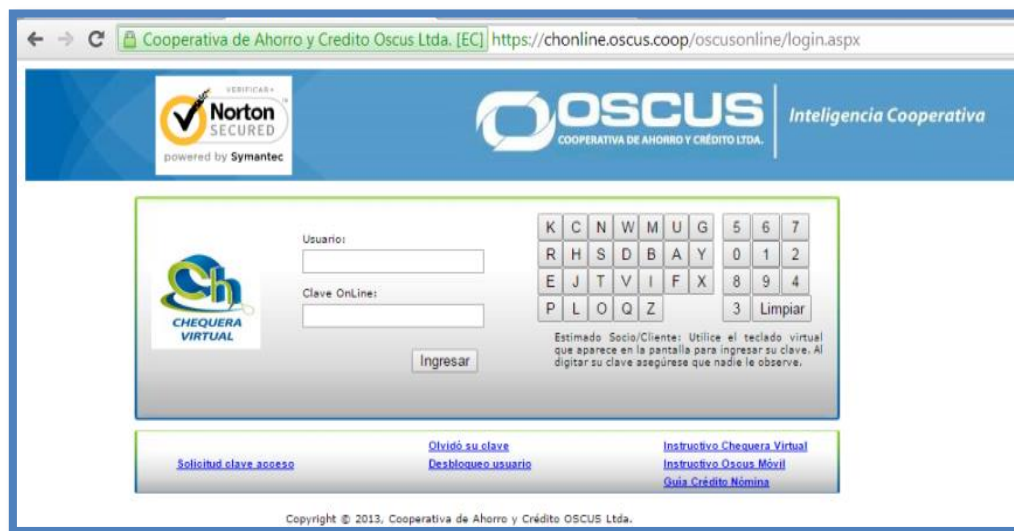 Cooperativa de Ahorro y Credito Oscus Ltda. [EC] https://chonline.oscus.coop/oscusonline/login.aspx
VERIFICAR▸
Norton
SECURED
powered by Symantec
OSCUS
COOPERATIVA DE AHORRO Y CRÉDITO LTDA.
Inteligencia Cooperativa
Ch
CHEQUERA
VIRTUAL
Usuario:
Clave OnLine:
Ingresar
K C N W M U G 5 6 7
R H S D B A Y 0 1 2
E J T V I F X 8 9 4
P L O Q Z 3 Limpiar
Estimado Socio/Cliente: Utilice el teclado virtual
que aparece en la pantalla para ingresar su clave. Al
digitar su clave asegúrese que nadie le observe.
Solicitud clave acceso
Olvidó su clave
Desbloqueo usuario
Instructivo Chequera Virtual
Instructivo Oscus Móvil
Guia Crédito Nómina
Copyright © 2013, Cooperativa de Ahorro y Crédito OSCUS Ltda.